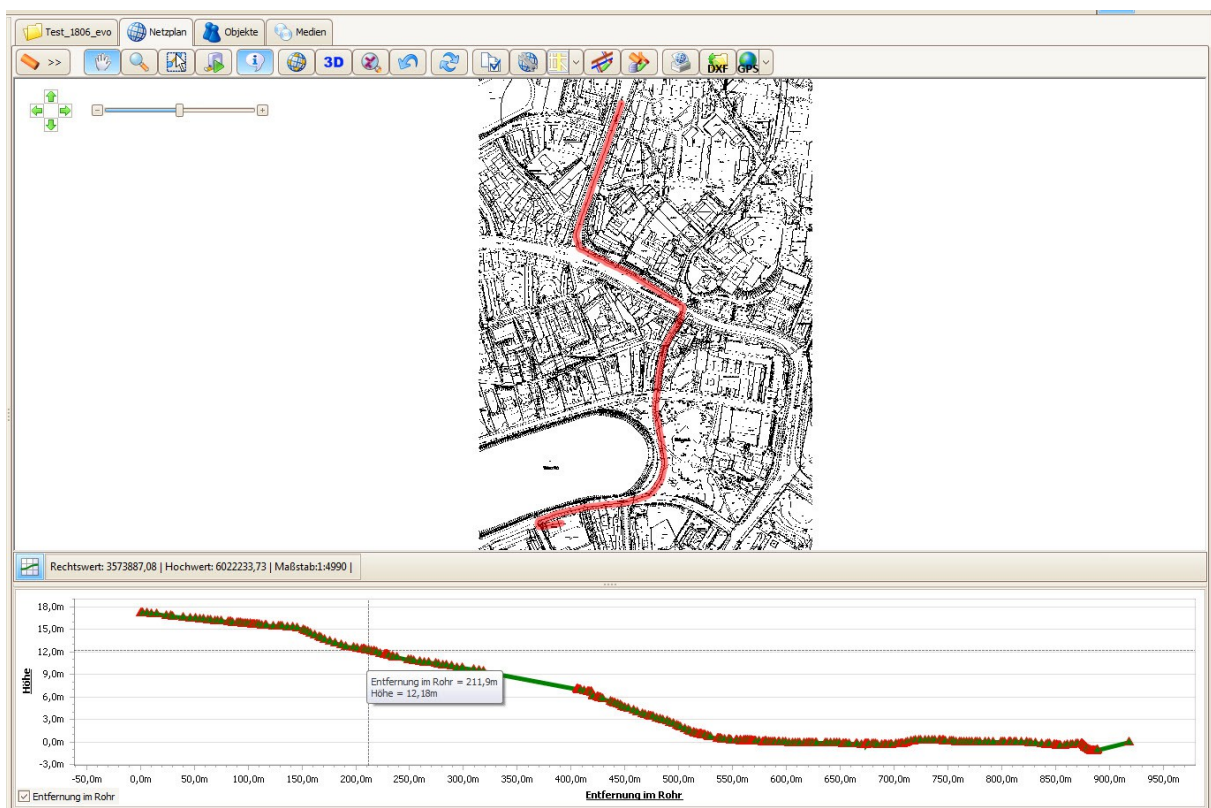 Test_1806_evo Netzplan Objekte Medien
>> 3D DXF GPS
Rechtswert: 3573887,08 | Hochwert: 6022233,73 | Maßstab:1:4990 |
18,0m
15,0m
12,0m
9,0m
6,0m
3,0m
0,0m
-3,0m
Höhe
Entfernung im Rohr = 211,9m
Höhe = 12,18m
-50,0m 0,0m 50,0m 100,0m 150,0m 200,0m 250,0m 300,0m 350,0m 400,0m 450,0m 500,0m 550,0m 600,0m 650,0m 700,0m 750,0m 800,0m 850,0m 900,0m 950,0m
Entfernung im Rohr
Entfernung im Rohr